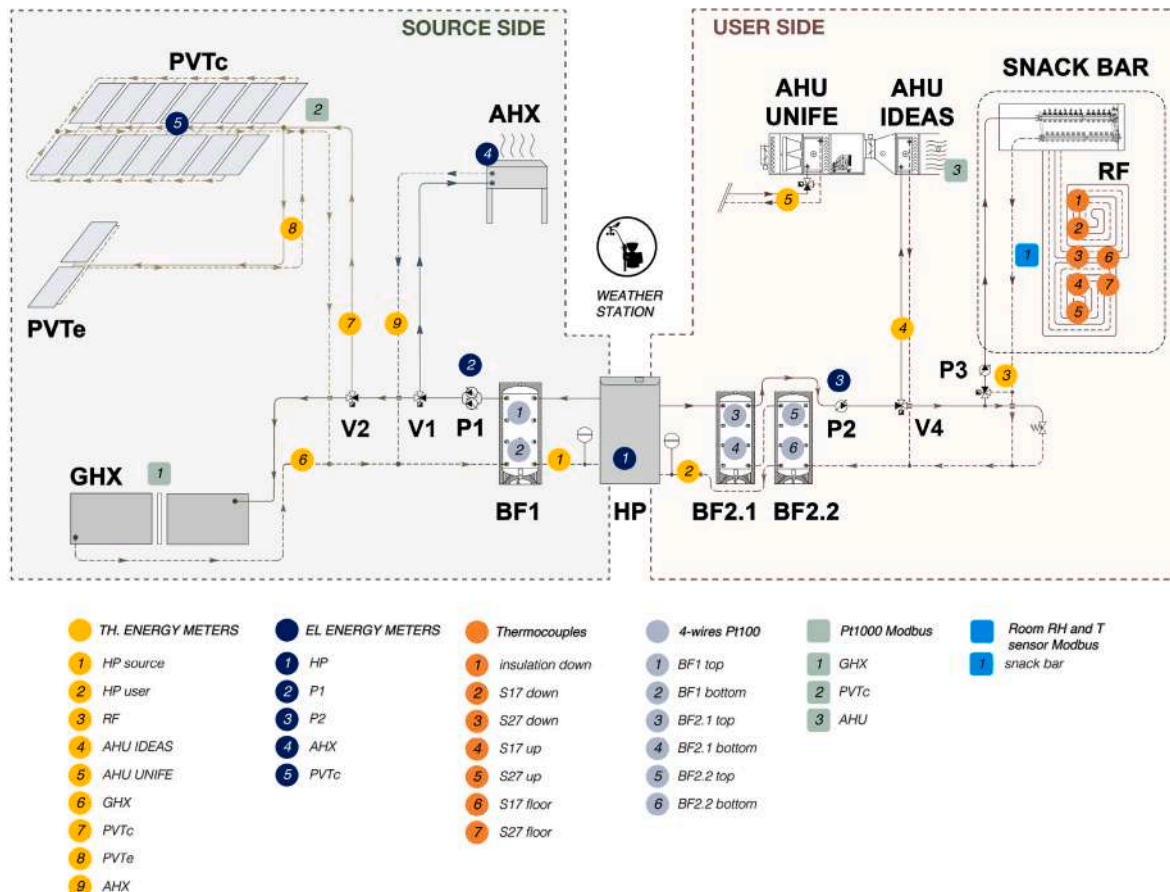 SOURCE SIDE
USER SIDE
PVTc
2
5
AHX
4
8
PVTe
7
9
2
V2
V1
P1
1
2
BF1
6
1
GHX
1
WEATHER
STATION
1
HP
AHU
UNIFE
AHU
IDEAS
3
5
4
SNACK BAR
RF
1
2
3
6
4
7
5
1
P3
3
3
P2
V4
3
4
5
6
2
BF2.1
BF2.2
TH. ENERGY METERS
1 HP source
2 HP user
3 RF
4 AHU IDEAS
5 AHU UNIFE
6 GHX
7 PVTc
8 PVTe
9 AHX
EL ENERGY METERS
1 HP
2 P1
3 P2
4 AHX
5 PVTc
Thermocouples
1 insulation down
2 S17 down
3 S27 down
4 S17 up
5 S27 up
6 S17 floor
7 S27 floor
4-wires Pt100
1 BF1 top
2 BF1 bottom
3 BF2.1 top
4 BF2.1 bottom
5 BF2.2 top
6 BF2.2 bottom
Pt1000 Modbus
1 GHX
2 PVTc
3 AHU
Room RH and T
sensor Modbus
1 snack bar